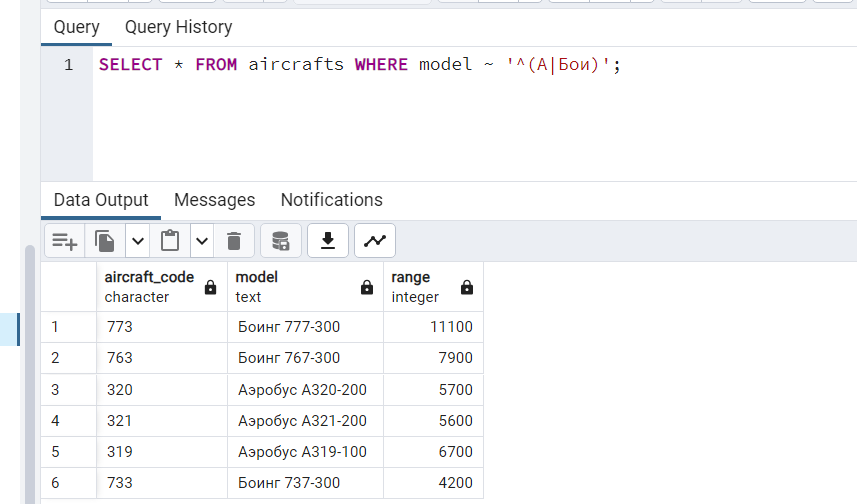 Query Query History
1 SELECT * FROM aircrafts WHERE model ~ '^(А|Бои)';
Data Output Messages Notifications
aircraft_code model range
character text integer
1 773 Боинг 777-300 11100
2 763 Боинг 767-300 7900
3 320 Аэробус A320-200 5700
4 321 Аэробус A321-200 5600
5 319 Аэробус A319-100 6700
6 733 Боинг 737-300 4200